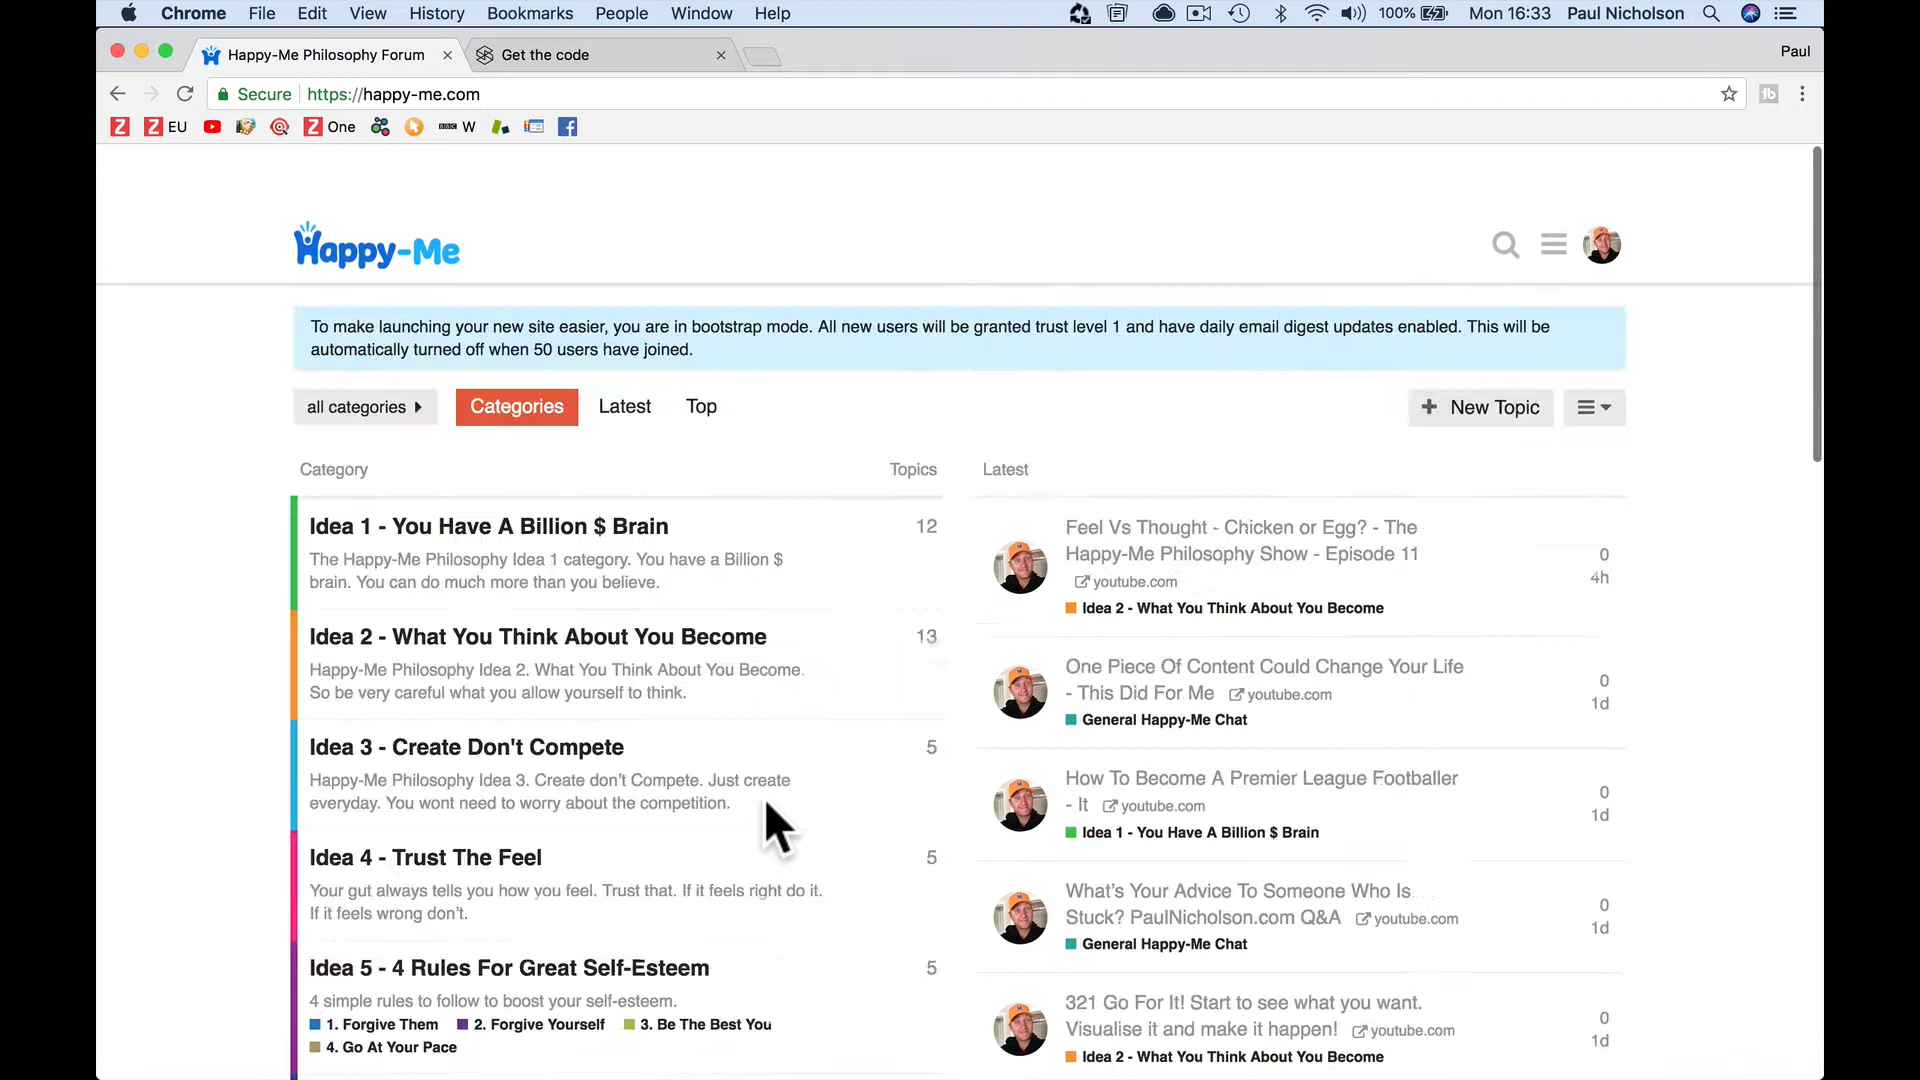 Chrome File Edit View History Bookmarks People Window Help 100% Mon 16:33 Paul Nicholson
Happy-Me Philosophy Forum Get the code Paul
Secure https://happy-me.com
EU One BBC W
Happy-Me
To make launching your new site easier, you are in bootstrap mode. All new users will be granted trust level 1 and have daily email digest updates enabled. This will be
automatically turned off when 50 users have joined.
all categories Categories Latest Top + New Topic
Category Topics
Idea 1 - You Have A Billion $ Brain 12
The Happy-Me Philosophy Idea 1 category. You have a Billion $
brain. You can do much more than you believe.
Idea 2 - What You Think About You Become 13
Happy-Me Philosophy Idea 2. What You Think About You Become.
So be very careful what you allow yourself to think.
Idea 3 - Create Don't Compete 5
Happy-Me Philosophy Idea 3. Create don’t Compete. Just create
everyday. You wont need to worry about the competition.
Idea 4 - Trust The Feel 5
Your gut always tells you how you feel. Trust that. If it feels right do it.
If it feels wrong don’t.
Idea 5 - 4 Rules For Great Self-Esteem 5
4 simple rules to follow to boost your self-esteem.
1. Forgive Them 2. Forgive Yourself 3. Be The Best You
4. Go At Your Pace
Latest
Feel Vs Thought - Chicken or Egg? - The
Happy-Me Philosophy Show - Episode 11 0
youtube.com 4h
Idea 2 - What You Think About You Become
One Piece Of Content Could Change Your Life 0
- This Did For Me youtube.com 1d
General Happy-Me Chat
How To Become A Premier League Footballer 0
- It youtube.com 1d
Idea 1 - You Have A Billion $ Brain
What’s Your Advice To Someone Who Is 0
Stuck? PaulNicholson.com Q&A youtube.com 1d
General Happy-Me Chat
321 Go For It! Start to see what you want. 0
Visualise it and make it happen! youtube.com 1d
Idea 2 - What You Think About You Become